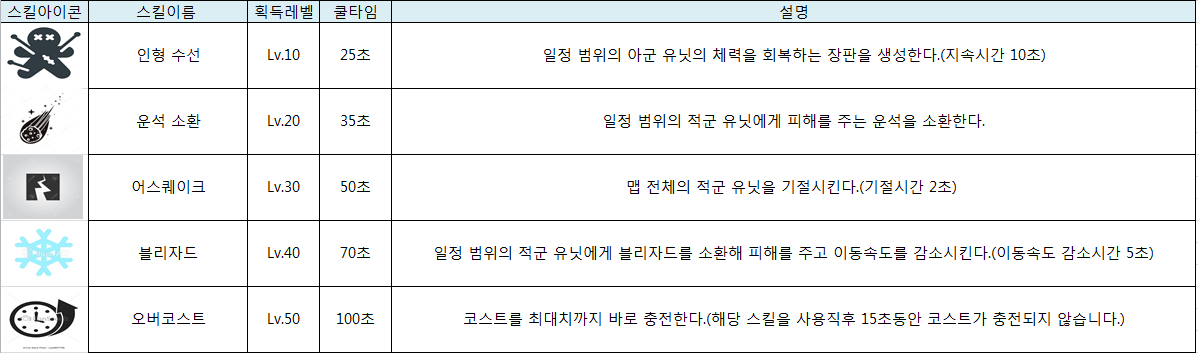 스킬아이콘 스킬이름 획득레벨 쿨타임 설명
인형 수선 Lv.10 25초 일정 범위의 아군 유닛의 체력을 회복하는 장판을 생성한다.(지속시간 10초)
운석 소환 Lv.20 35초 일정 범위의 적군 유닛에게 피해를 주는 운석을 소환한다.
어스퀘이크 Lv.30 50초 맵 전체의 적군 유닛을 기절시킨다.(기절시간 2초)
블리자드 Lv.40 70초 일정 범위의 적군 유닛에게 블리자드를 소환해 피해를 주고 이동속도를 감소시킨다.(이동속도 감소시간 5초)
오버코스트 Lv.50 100초 코스트를 최대치까지 바로 충전한다.(해당 스킬을 사용직후 15초동안 코스트가 충전되지 않습니다.)